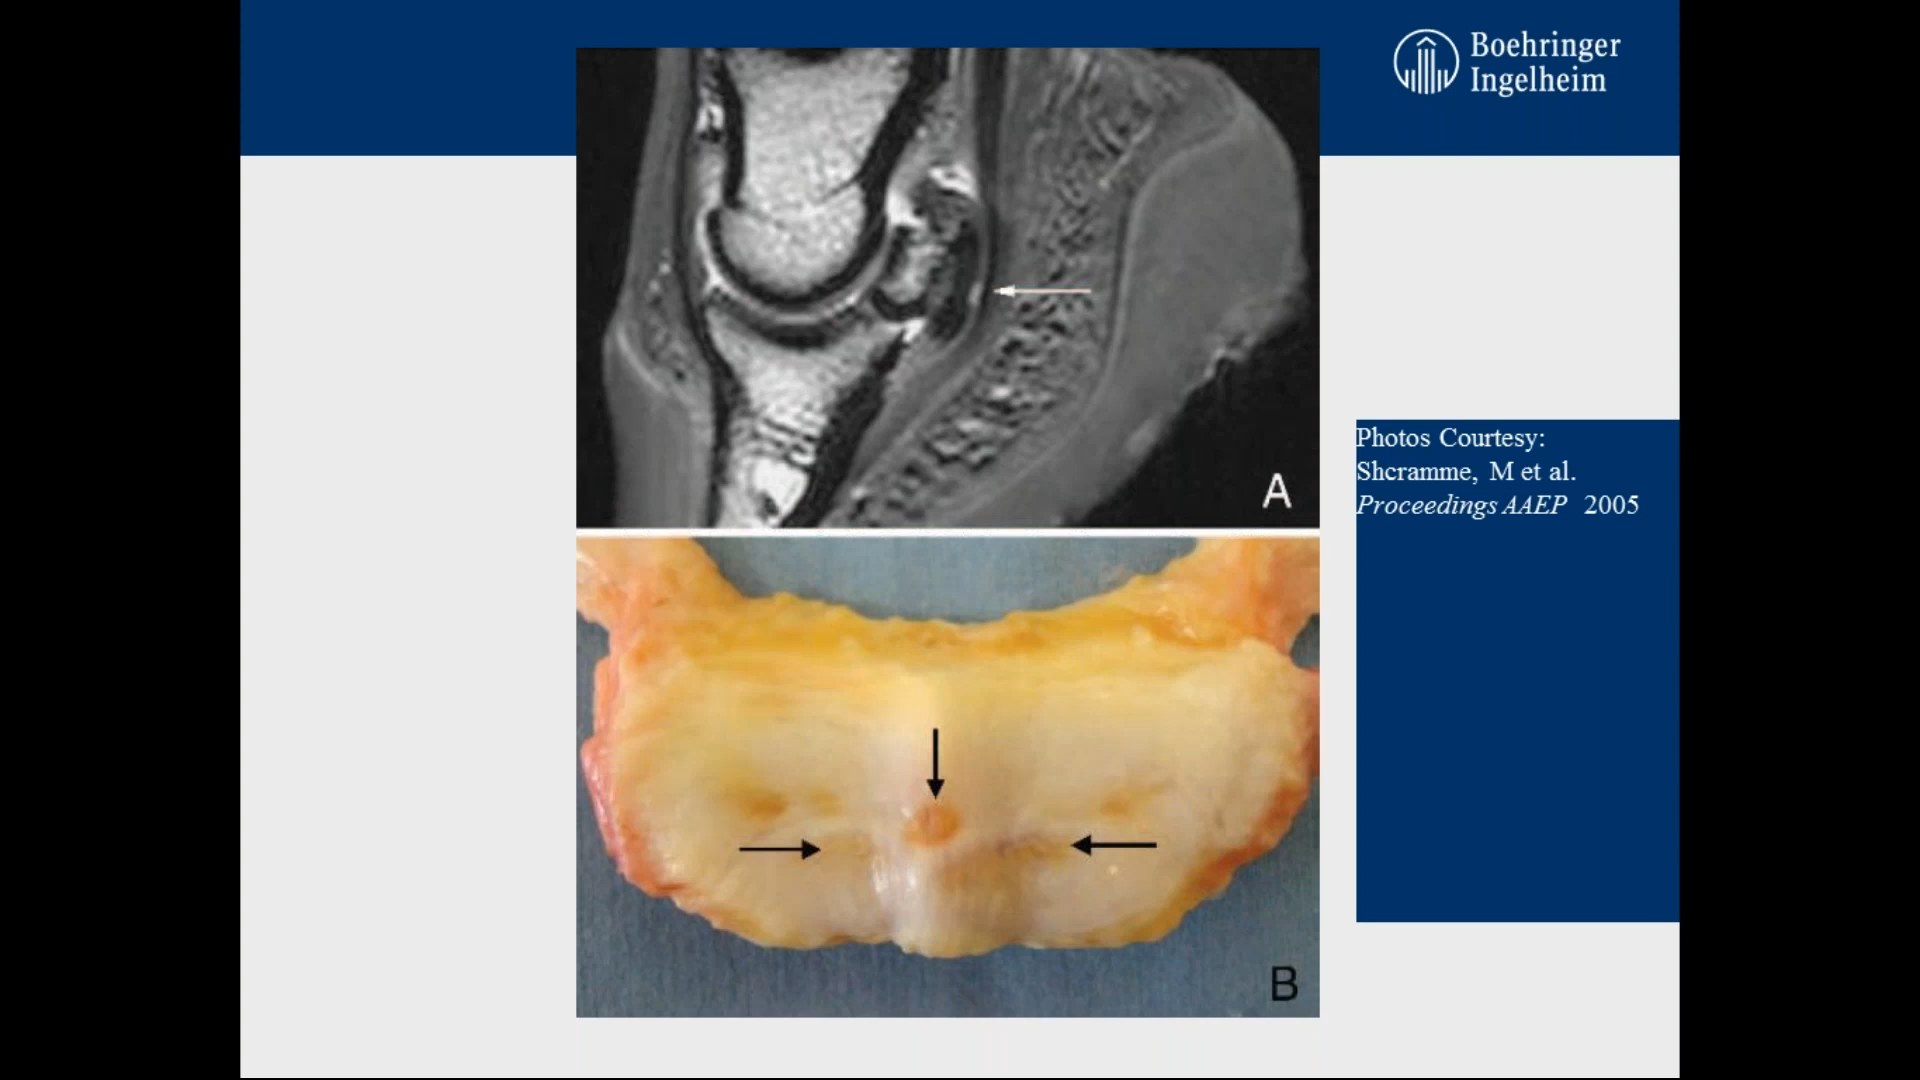 Boehringer
Ingelheim
A
Photos Courtesy:
Shcramme, M et al.
Proceedings AAEP 2005
B